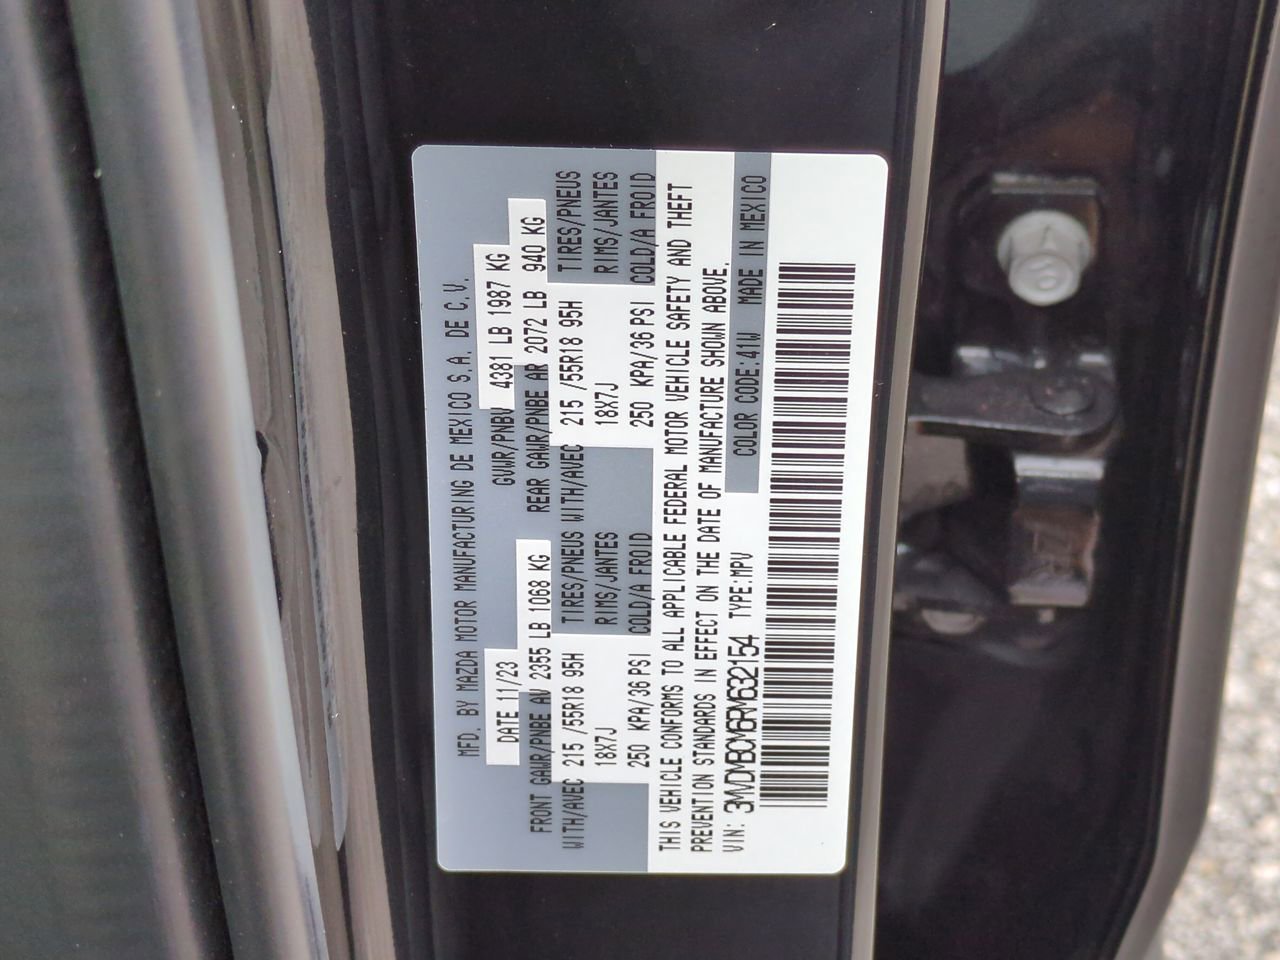 MFD. BY MAZDA MOTOR MANUFACTURING DE MEXICO S.A. DE C.V.
DATE 11/23 GVWR/PNBV 4381 LB 1987 KG
FRONT GAWR/PNBE AV 2355 LB 1068 KG REAR GAWR/PNBE AR 2072 LB 940 KG
WITH/AVEC 215 /55R18 95H TIRES/PNEUS WITH/AVEC 215 /55R18 95H TIRES/PNEUS
18X7J RIMS/JANTES 18X7J RIMS/JANTES
250 KPA/36 PSI COLD/A FROID 250 KPA/36 PSI COLD/A FROID
THIS VEHICLE CONFORMS TO ALL APPLICABLE FEDERAL MOTOR VEHICLE SAFETY AND THEFT
PREVENTION STANDARDS IN EFFECT ON THE DATE OF MANUFACTURE SHOWN ABOVE.
VIN: 3MVDMBCM6RM632154 TYPE:MPV COLOR CODE:41W MADE IN MEXICO